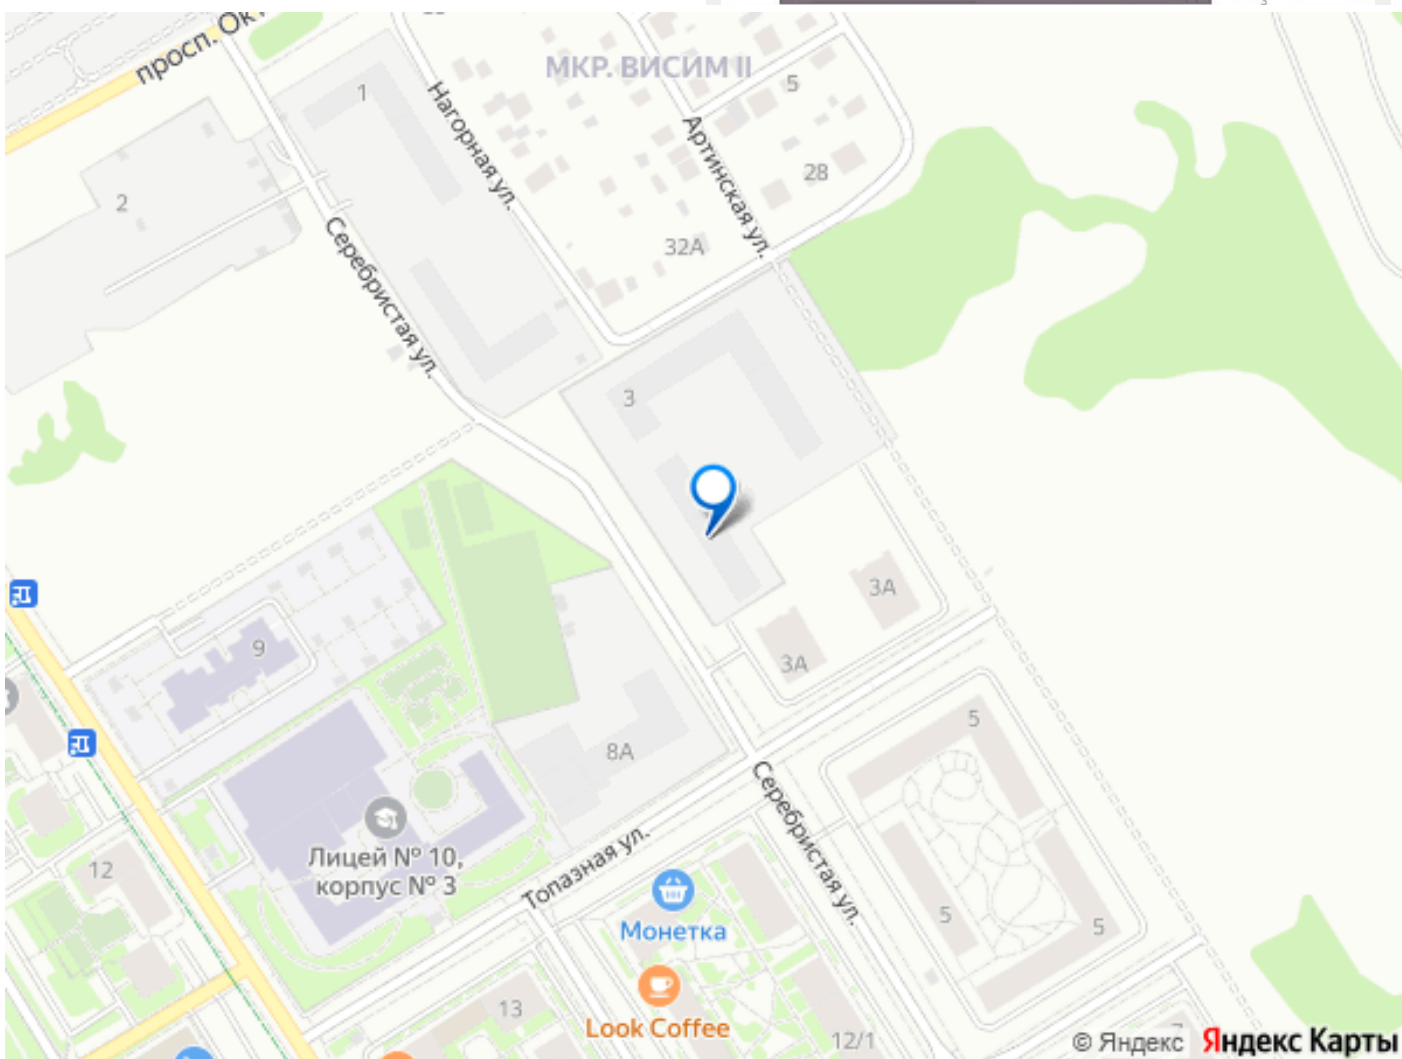 просп. Ок
МКР. ВИСИМ II
1
5
Нагорная ул.
Артинская ул.
2
28
32А
Серебристая ул.
3
3А
9
3А
5
8А
Серебристая ул.
Лицей № 10,
корпус № 3
12
Топазная ул.
Монетка
5
5
13
Look Coffee
12/1
© Яндекс Яндекс Карты